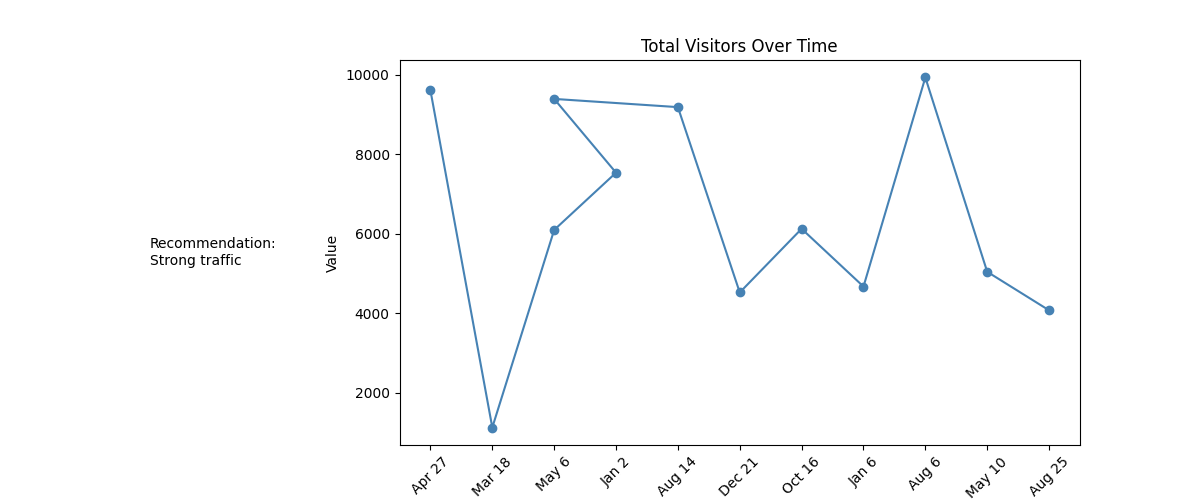 Total Visitors Over Time
10000
8000
6000
4000
2000
Value
Recommendation:
Strong traffic
Apr 27
Mar 18
May 6
Jan 2
Aug 14
Dec 21
Oct 16
Jan 6
Aug 6
May 10
Aug 25